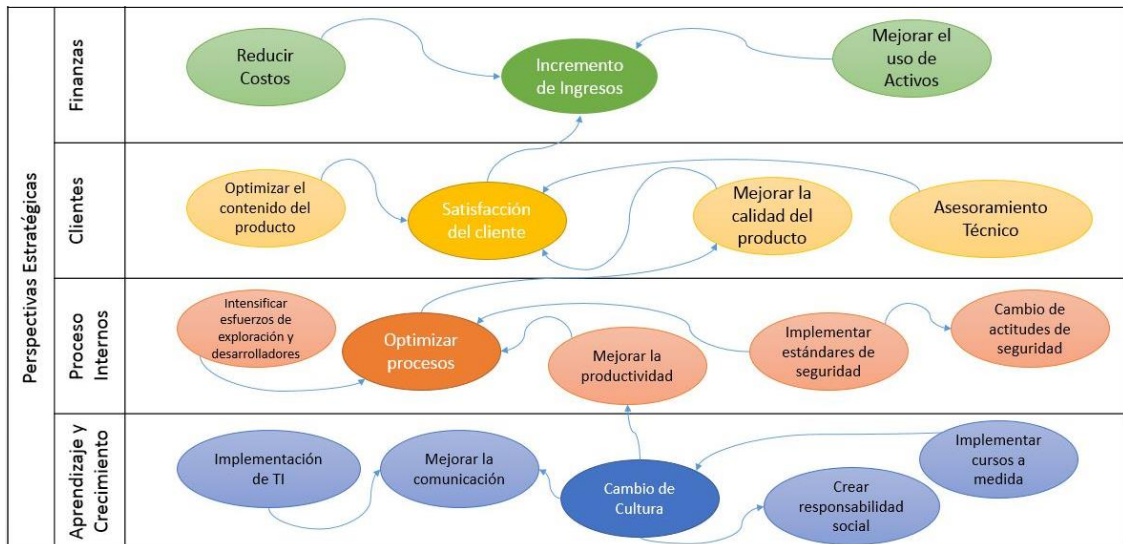 Perspectivas Estratégicas
Finanzas
Reducir
Costos
Incremento
de Ingresos
Mejorar el
uso de
Activos
Clientes
Optimizar el
contenido del
producto
Satisfacción
del cliente
Mejorar la
calidad del
producto
Asesoramiento
Técnico
Proceso
Internos
Intensificar
esfuerzos de
exploración y
desarrolladores
Optimizar
procesos
Mejorar la
productividad
Implementar
estándares de
seguridad
Cambio de
actitudes de
seguridad
Aprendizaje y
Crecimiento
Implementación
de TI
Mejorar la
comunicación
Cambio de
Cultura
Crear
responsabilidad
social
Implementar
cursos a
medida